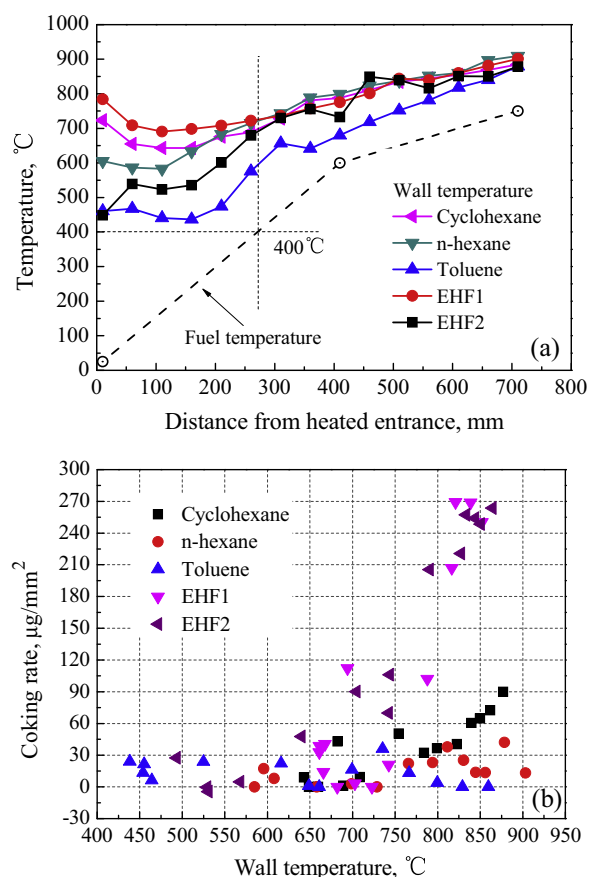 1000
900
800
700
600
500
400
300
200
100
0
Temperature, ℃
Wall temperature
Cyclohexane
n-hexane
Toluene
EHF1
EHF2
400℃
Fuel temperature
(a)
0 100 200 300 400 500 600 700 800
Distance from heated entrance, mm
300
270
240
210
180
150
120
90
60
30
0
-30
Coking rate, μg/mm²
Cyclohexane
n-hexane
Toluene
EHF1
EHF2
(b)
400 450 500 550 600 650 700 750 800 850 900 950
Wall temperature, ℃